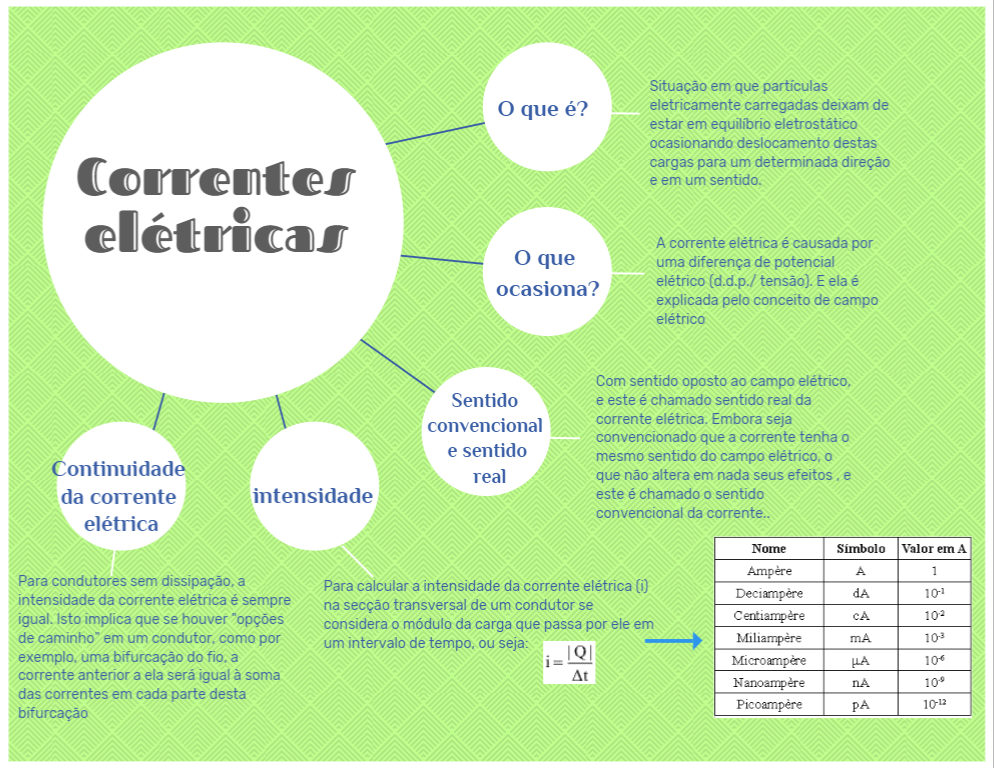 Correntes
elétricas
O que é?
Situação em que partículas
eletricamente carregadas deixam de
estar em equilíbrio eletrostático
ocasionando deslocamento destas
cargas para um determinada direção
e em um sentido.
O que
ocasiona?
A corrente elétrica é causada por
uma diferença de potencial
elétrico (d.d.p./ tensão). E ela é
explicada pelo conceito de campo
elétrico
Sentido
convencional
e sentido
real
Com sentido oposto ao campo elétrico,
e este é chamado sentido real da
corrente elétrica. Embora seja
convencionado que a corrente tenha o
mesmo sentido do campo elétrico, o
que não altera em nada seus efeitos , e
este é chamado o sentido
convencional da corrente..
intensidade
Para calcular a intensidade da corrente elétrica (i)
na secção transversal de um condutor se
considera o módulo da carga que passa por ele em
um intervalo de tempo, ou seja:
i = |Q| / Δt
Nome Símbolo Valor em A
Ampère A 1
Deciampère dA 10⁻¹
Centiampère cA 10⁻²
Miliampère mA 10⁻³
Microampère μA 10⁻⁶
Nanoampère nA 10⁻⁹
Picoampère pA 10⁻¹²
Continuidade
da corrente
elétrica
Para condutores sem dissipação, a
intensidade da corrente elétrica é sempre
igual. Isto implica que se houver "opções
de caminho" em um condutor, como por
exemplo, uma bifurcação do fio, a
corrente anterior a ela será igual à soma
das correntes em cada parte desta
bifurcação